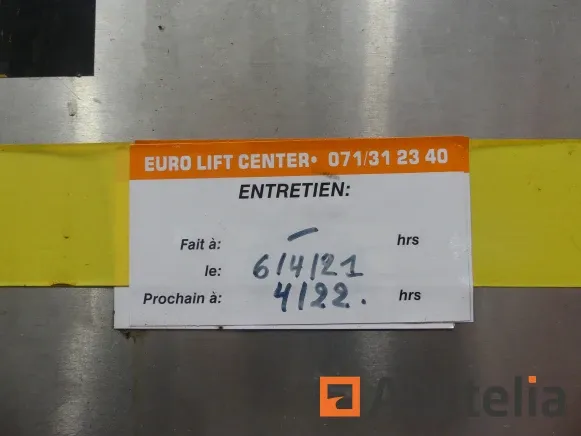 EURO LIFT CENTER• 071/31 23 40
ENTRETIEN:
Fait à: — hrs
le: 6/4/21
Prochain à: 4/22. hrs